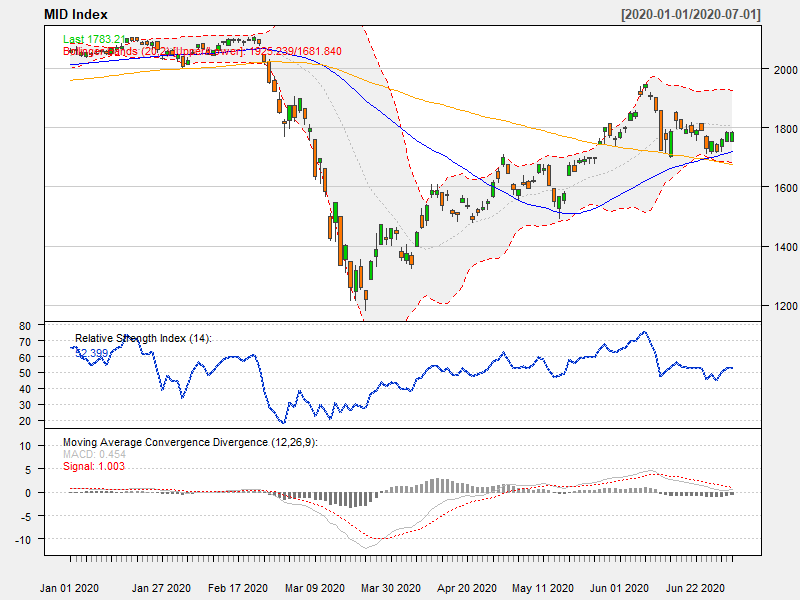 MID Index [2020-01-01/2020-07-01]
Last 1783.21
Bollinger Bands (20,2) [Upper/Lower]: 1925.239/1681.840
2000
1800
1600
1400
1200
Relative Strength Index (14):
52.399
80
70
60
50
40
30
20
Moving Average Convergence Divergence (12,26,9):
MACD: 0.454
Signal: 1.003
10
5
0
-5
-10
Jan 01 2020 Jan 27 2020 Feb 17 2020 Mar 09 2020 Mar 30 2020 Apr 20 2020 May 11 2020 Jun 01 2020 Jun 22 2020